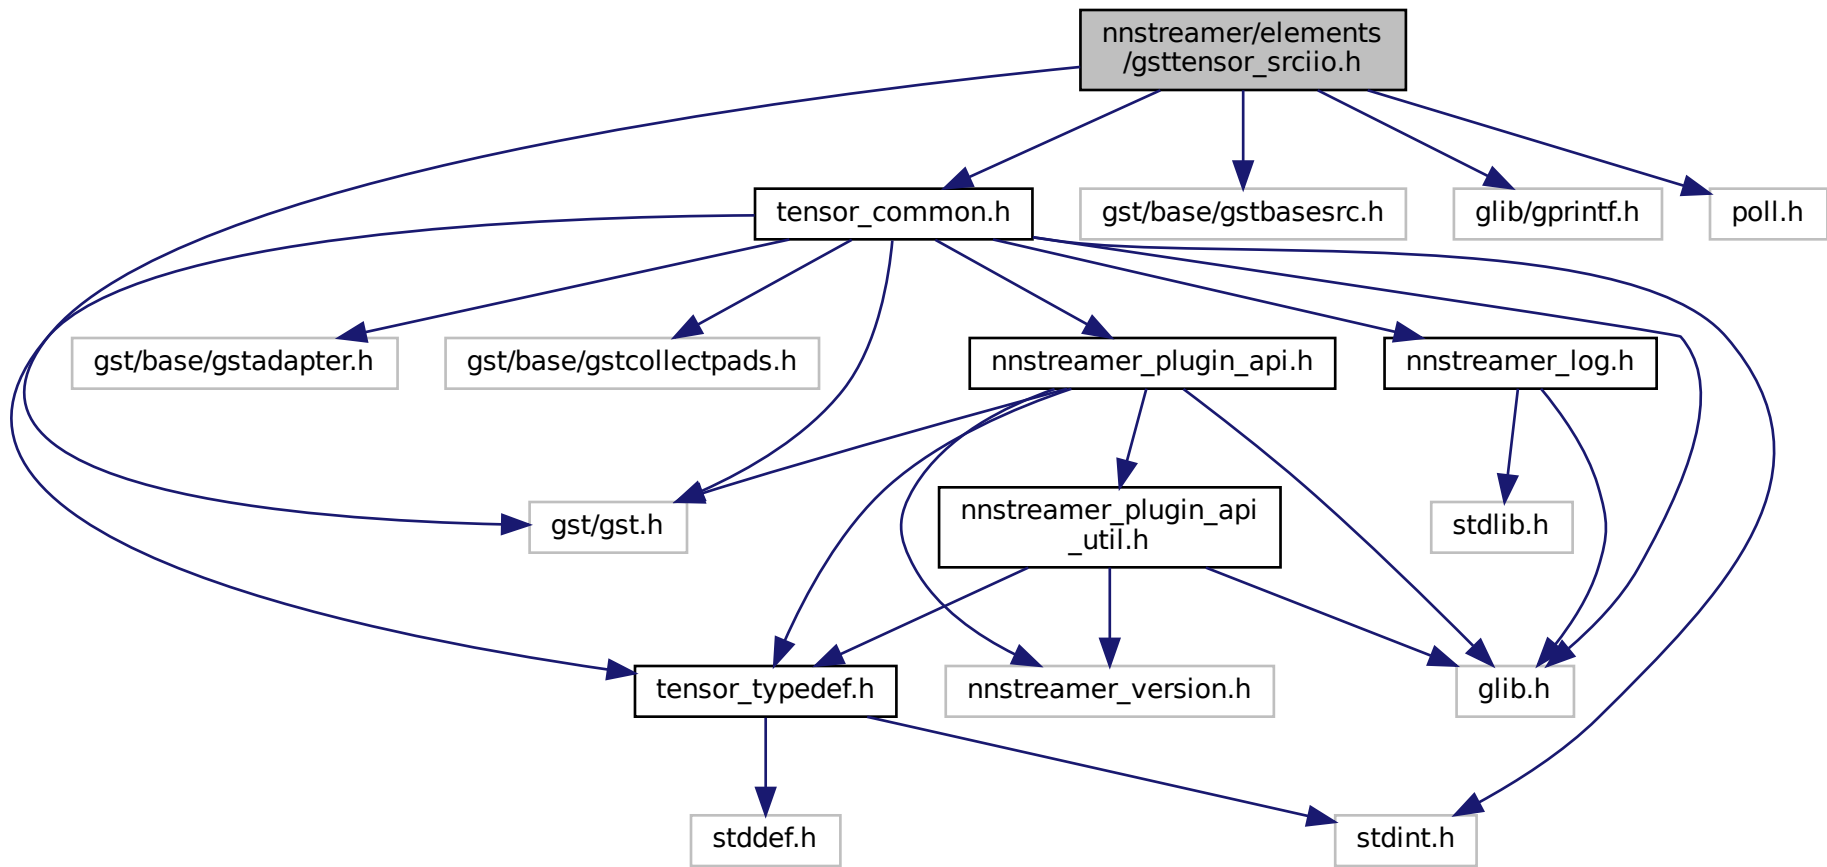 nnstreamer/elements
/gsttensor_srciio.h
tensor_common.h
gst/base/gstbasesrc.h
glib/gprintf.h
poll.h
gst/base/gstadapter.h
gst/base/gstcollectpads.h
nnstreamer_plugin_api.h
nnstreamer_log.h
gst/gst.h
nnstreamer_plugin_api
_util.h
stdlib.h
tensor_typedef.h
nnstreamer_version.h
glib.h
stddef.h
stdint.h